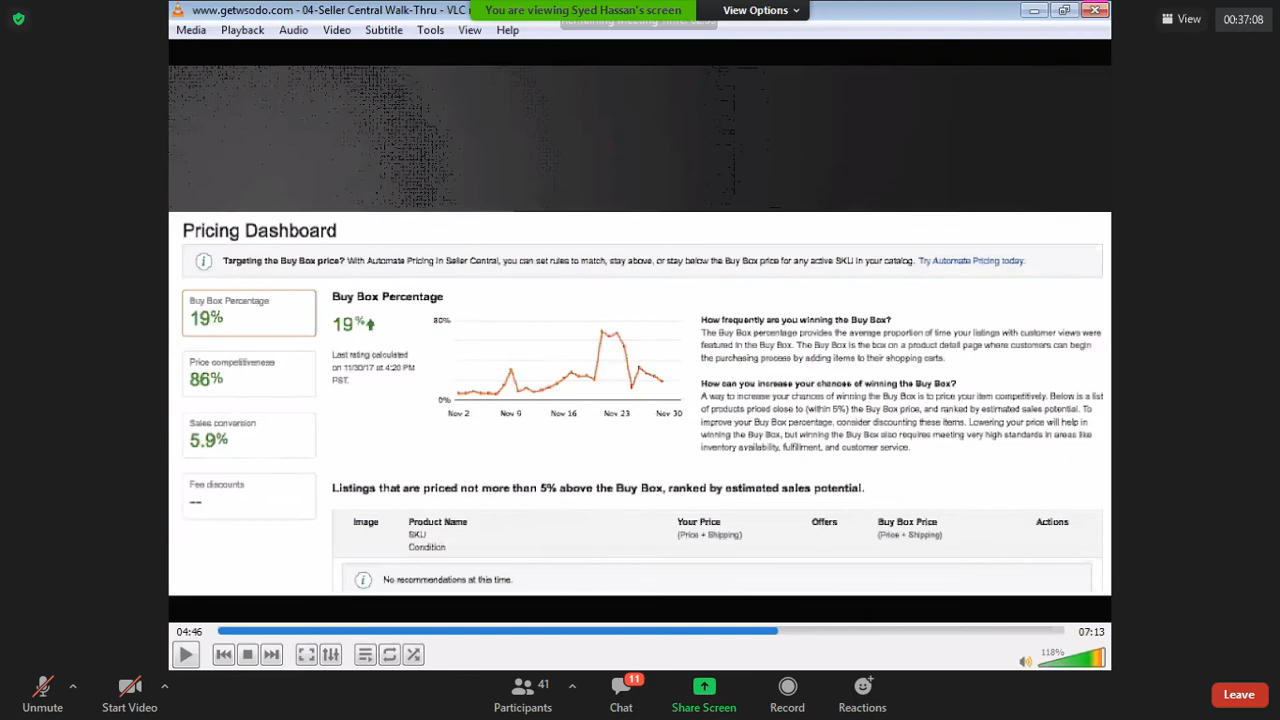 www.getwsodo.com - 04-Seller Central Walk-Thru - VLC
You are viewing Syed Hassan's screen
View Options
View
00:37:08
Media Playback Audio Video Subtitle Tools View Help
Pricing Dashboard
Targeting the Buy Box price? With Automate Pricing in Seller Central, you can set rules to match, stay above, or stay below the Buy Box price for any active SKU in your catalog. Try Automate Pricing today.
Buy Box Percentage
19%
Price competitiveness
86%
Sales conversion
5.9%
Fee discounts
--
Buy Box Percentage
19%
Last rating calculated
on 11/30/17 at 4:20 PM
PST.
80%
0%
Nov 2 Nov 9 Nov 16 Nov 23 Nov 30
How frequently are you winning the Buy Box?
The Buy Box percentage provides the average proportion of time your listings with customer views were
featured in the Buy Box. The Buy Box is the box on a product detail page where customers can begin
the purchasing process by adding items to their shopping carts.
How can you increase your chances of winning the Buy Box?
A way to increase your chances of winning the Buy Box is to price your item competitively. Below is a list
of products priced close to (within 5%) the Buy Box price, and ranked by estimated sales potential. To
improve your Buy Box percentage, consider discounting these items. Lowering your price will help in
winning the Buy Box, but winning the Buy Box also requires meeting very high standards in areas like
inventory availability, fulfillment, and customer service.
Listings that are priced not more than 5% above the Buy Box, ranked by estimated sales potential.
Image Product Name Your Price Offers Buy Box Price Actions
SKU (Price + Shipping) (Price + Shipping)
Condition
No recommendations at this time.
04:46
07:13
118%
41
11
Unmute Start Video Participants Chat Share Screen Record Reactions Leave